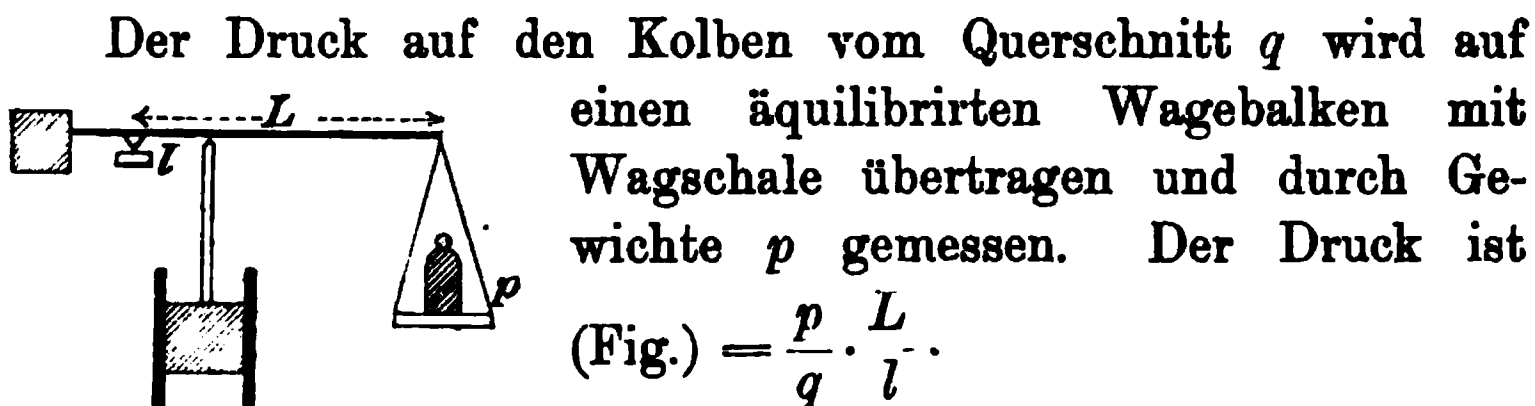 Der Druck auf den Kolben vom Querschnitt q wird auf
einen äquilibrirten Wagebalken mit
Wagschale übertragen und durch Ge-
wichte p gemessen. Der Druck ist
(Fig.) = p/q · L/l ·
L
l
p